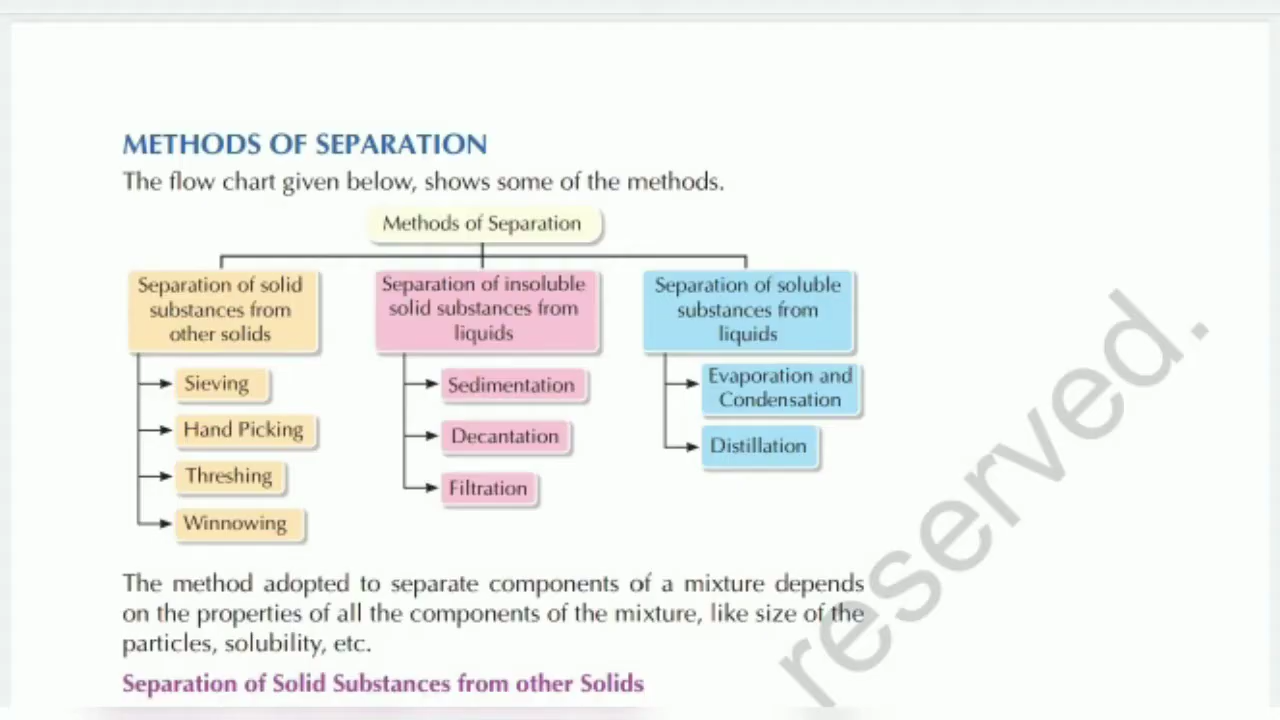 METHODS OF SEPARATION
The flow chart given below, shows some of the methods.
Methods of Separation
Separation of solid
substances from
other solids
Sieving
Hand Picking
Threshing
Winnowing
Separation of insoluble
solid substances from
liquids
Sedimentation
Decantation
Filtration
Separation of soluble
substances from
liquids
Evaporation and
Condensation
Distillation
The method adopted to separate components of a mixture depends
on the properties of all the components of the mixture, like size of the
particles, solubility, etc.
Separation of Solid Substances from other Solids
reserved.